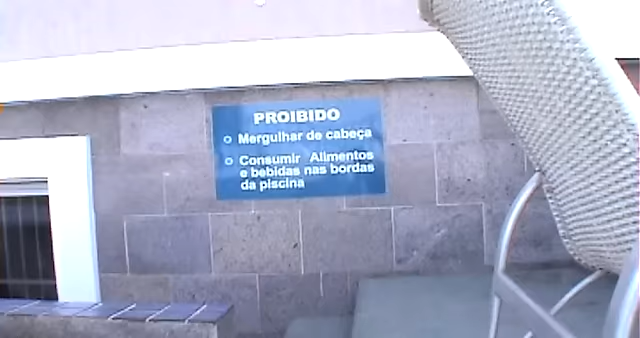 PROIBIDO
Mergulhar de cabeça
Consumir Alimentos
e bebidas nas bordas
da piscina